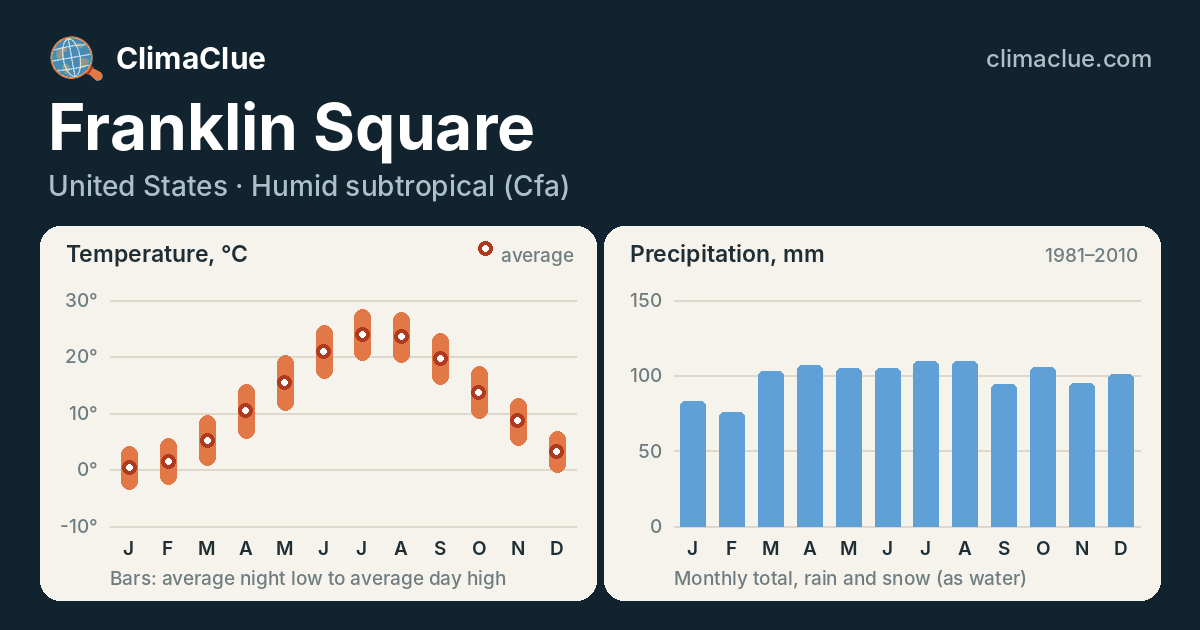 ClimaClue
climaclue.com
Franklin Square
United States · Humid subtropical (Cfa)
Temperature, °C
average
30°
20°
10°
0°
-10°
J F M A M J J A S O N D
Bars: average night low to average day high
Precipitation, mm
1981–2010
150
100
50
0
J F M A M J J A S O N D
Monthly total, rain and snow (as water)